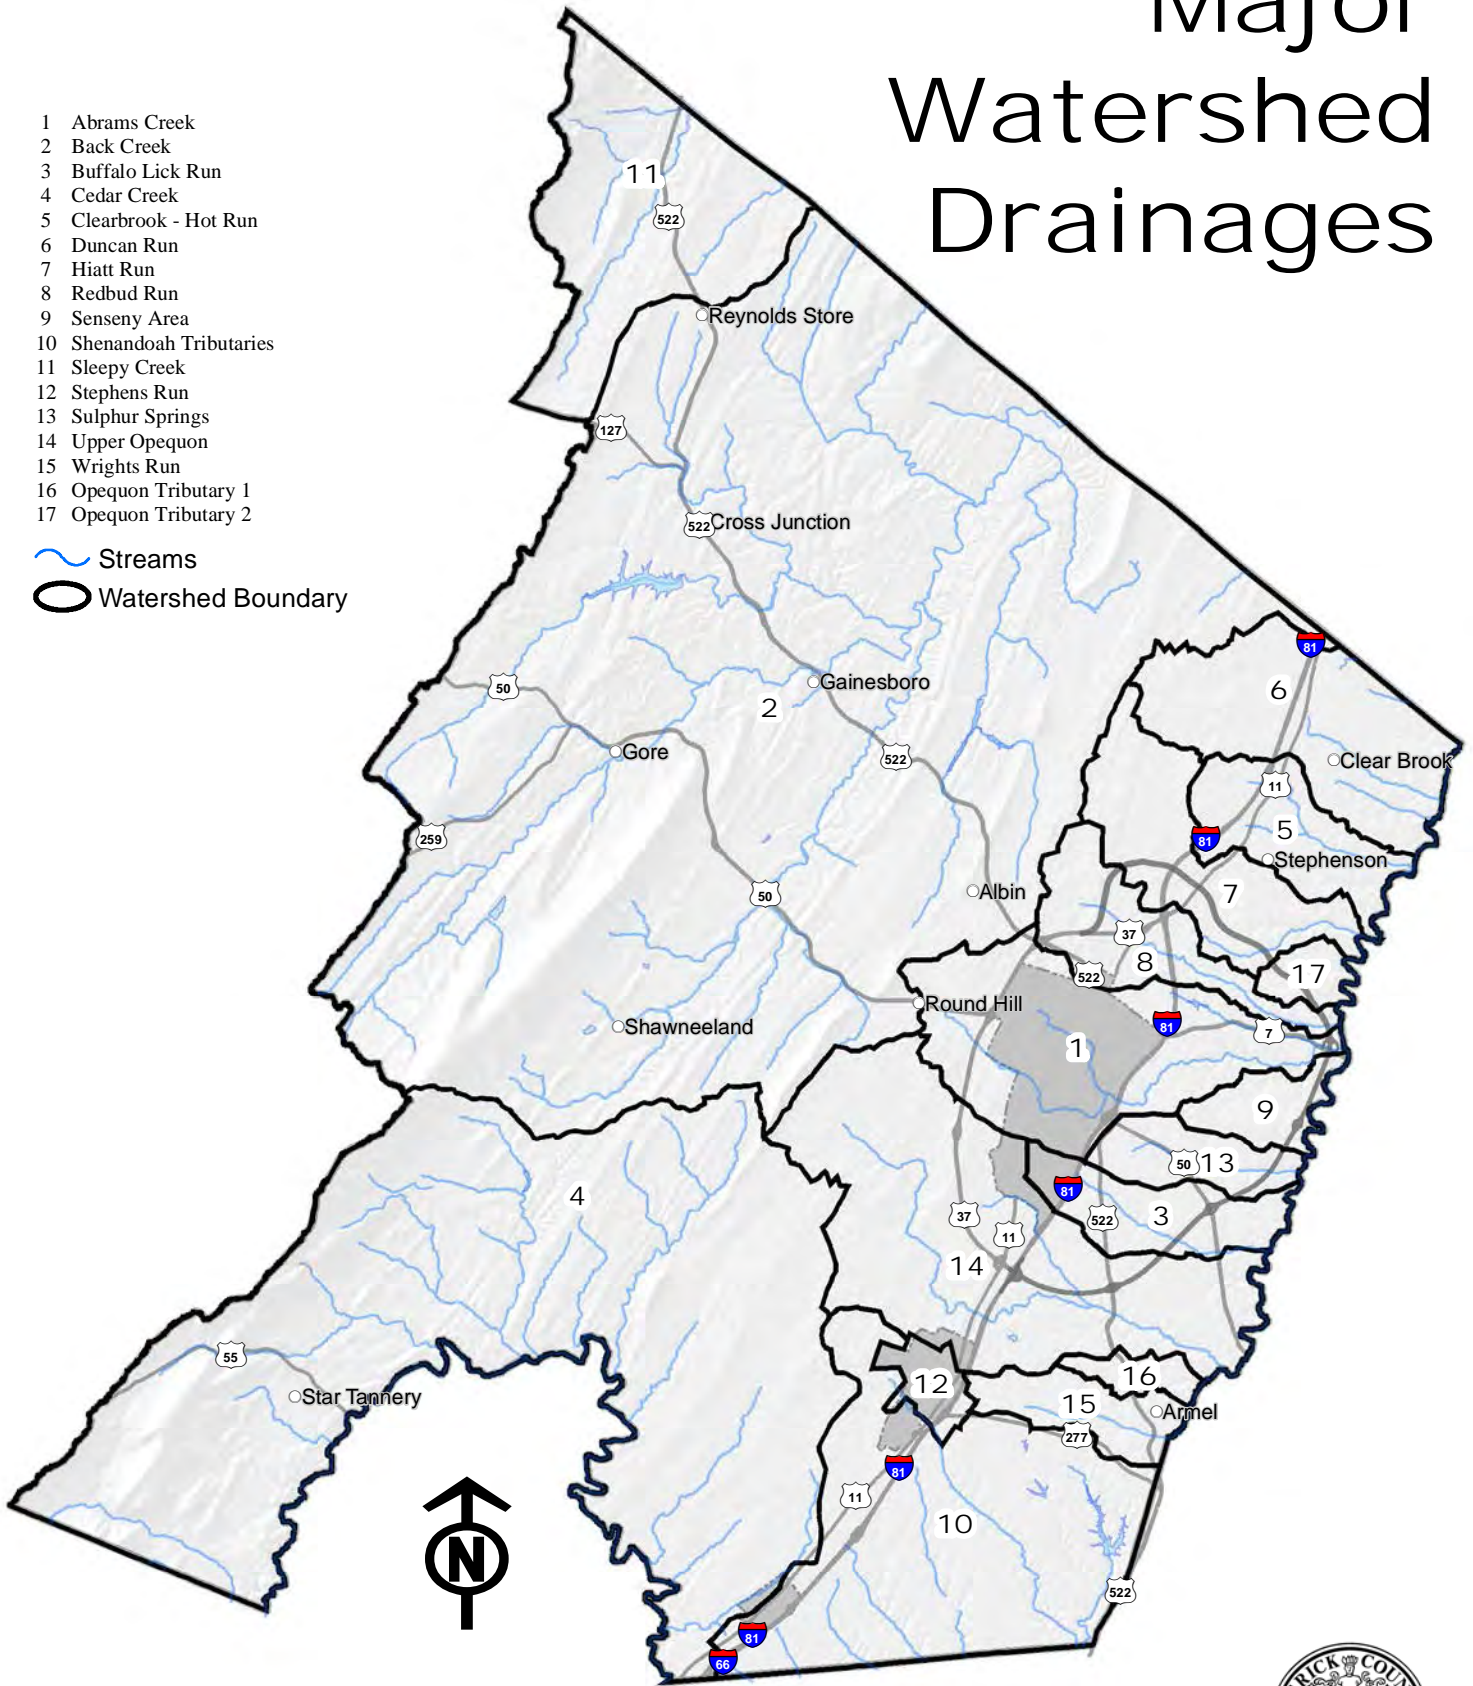 Major
Watershed
Drainages
1 Abrams Creek
2 Back Creek
3 Buffalo Lick Run
4 Cedar Creek
5 Clearbrook - Hot Run
6 Duncan Run
7 Hiatt Run
8 Redbud Run
9 Senseny Area
10 Shenandoah Tributaries
11 Sleepy Creek
12 Stephens Run
13 Sulphur Springs
14 Upper Opequon
15 Wrights Run
16 Opequon Tributary 1
17 Opequon Tributary 2
Streams
Watershed Boundary
11
522
Reynolds Store
127
522
Cross Junction
81
6
50
Gainesboro
2
Gore
522
Clear Brook
11
5
81
259
Stephenson
50
Albin
7
37
8
522
17
Round Hill
81
7
Shawneeland
1
9
50
13
81
4
37
522
3
11
14
55
16
12
Star Tannery
15
Armel
277
81
11
10
N
522
81
66
RICK COUN